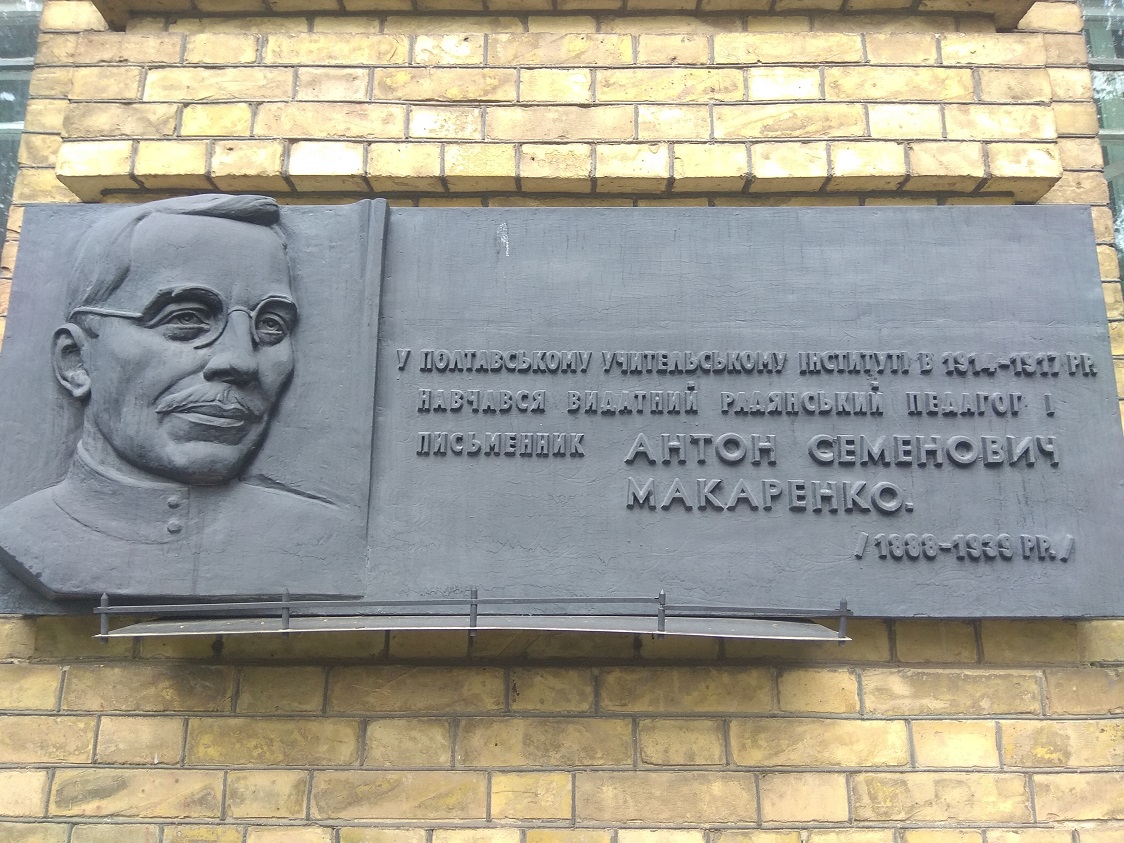 У ПОЛТАВСЬКОМУ УЧИТЕЛЬСЬКОМУ ІНСТИТУТІ В 1914-1917 РР.
НАВЧАВСЯ ВИДАТНИЙ РАДЯНСЬКИЙ ПЕДАГОГ І
ПИСЬМЕННИК АНТОН СЕМЕНОВИЧ
МАКАРЕНКО.
/1888-1939 РР./